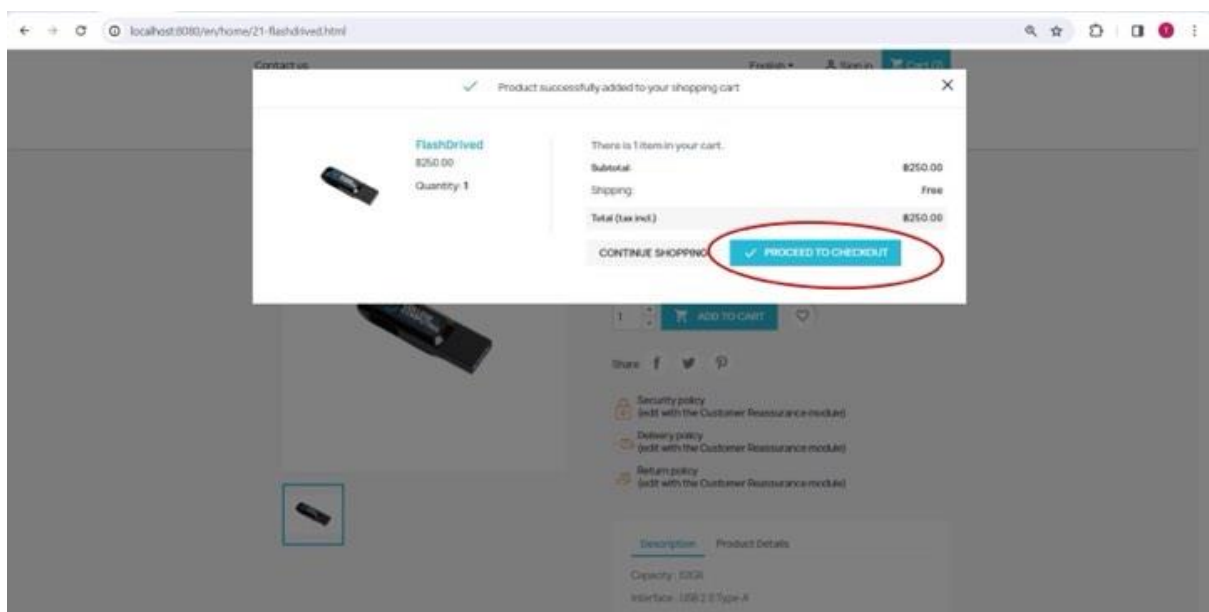 localhost:8080/en/home/21-flashdrived.html
Contact us English Sign in Cart
Product successfully added to your shopping cart
FlashDrived
฿250.00
Quantity: 1
There is 1 item in your cart.
Subtotal: ฿250.00
Shipping: Free
Total (tax incl.) ฿250.00
CONTINUE SHOPPING PROCEED TO CHECKOUT
1 ADD TO CART
Share
Security policy
(edit with the Customer Reassurance module)
Delivery policy
(edit with the Customer Reassurance module)
Return policy
(edit with the Customer Reassurance module)
Description Product Details
Capacity :
Interface : USB 2.0 Type-A